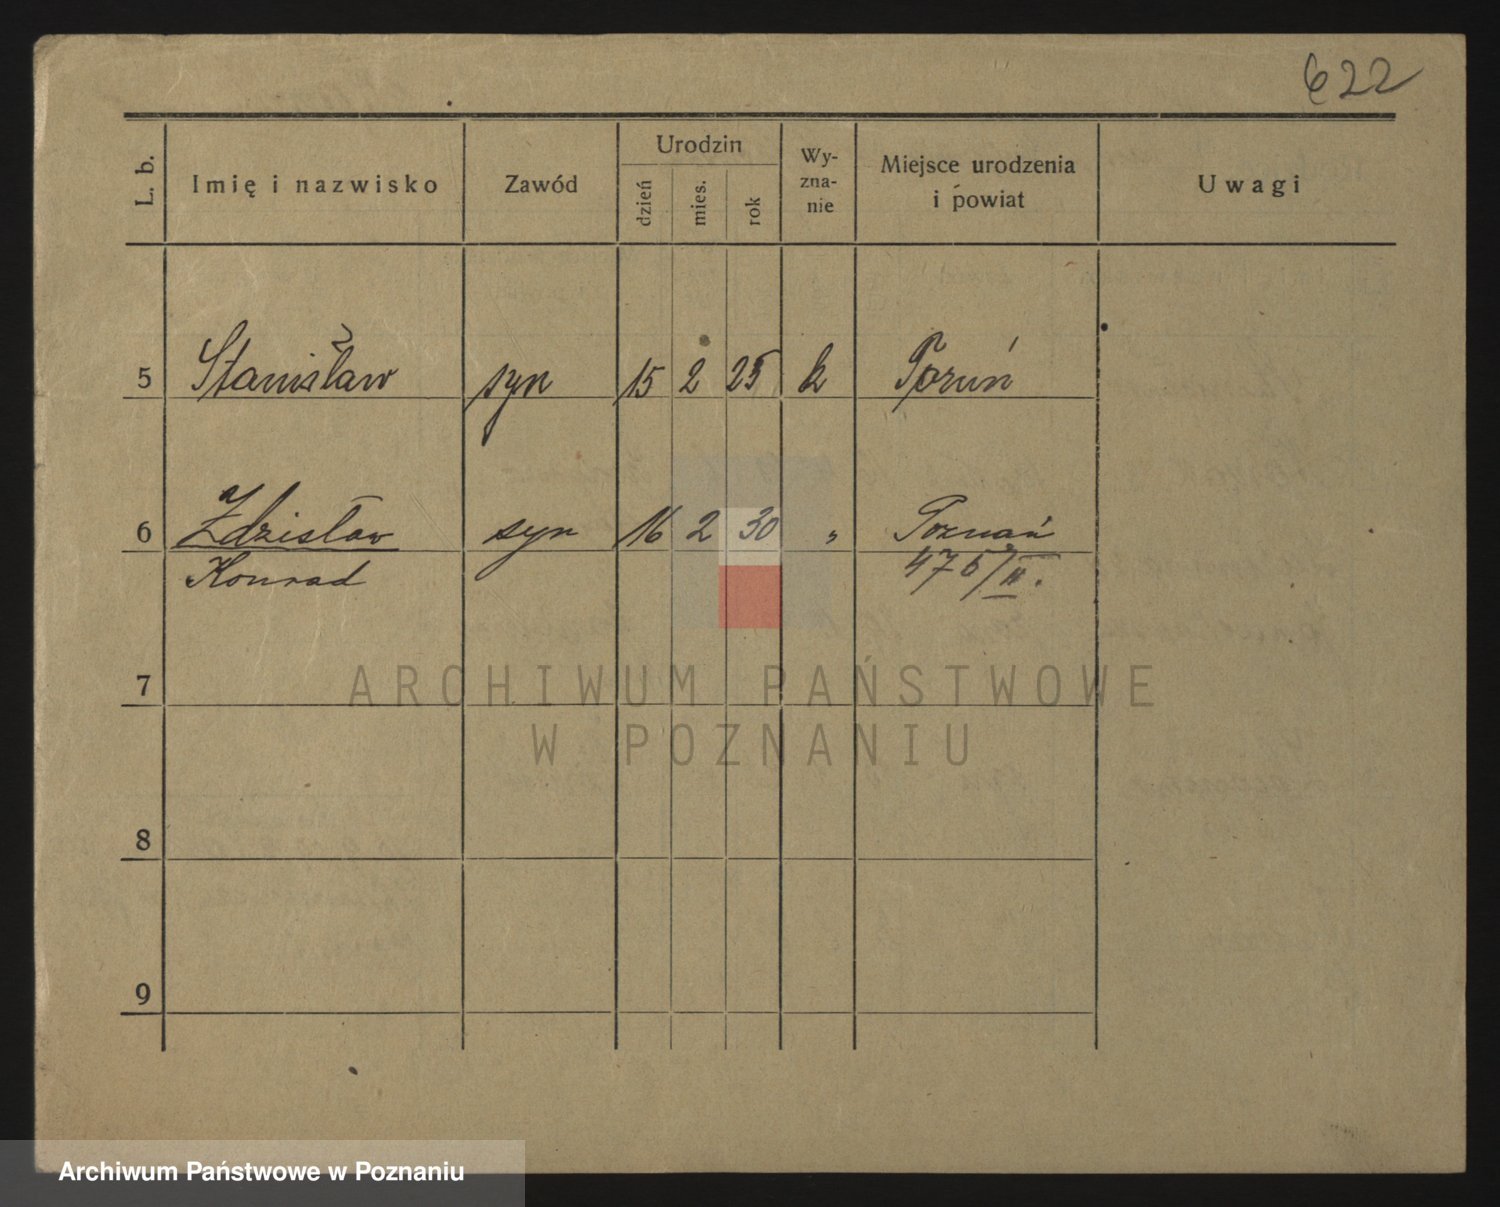 622
L. b. Imię i nazwisko Zawód Urodzin Wy- Miejsce urodzenia Uwagi
dzień mies. rok zna- i powiat
nie
5 Stanisław syn 15 2 25 k Toruń
6 Zdzisław syn 16 2 30 " Poznań
Konrad 476/II.
7
ARCHIWUM PAŃSTWOWE
W POZNANIU
8
9
Archiwum Państwowe w Poznaniu